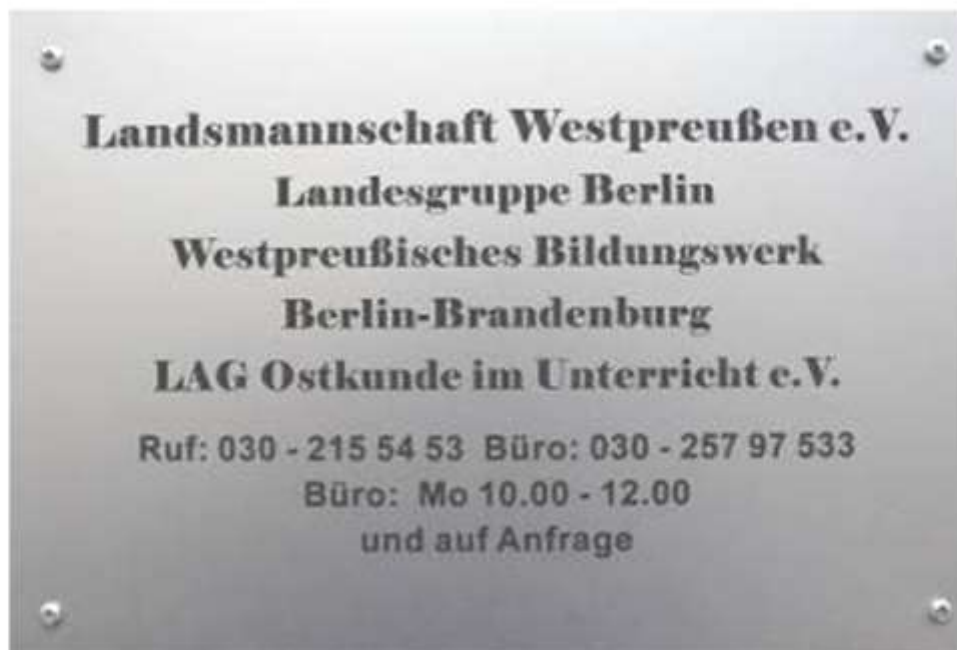 Landsmannschaft Westpreußen e.V.
Landesgruppe Berlin
Westpreußisches Bildungswerk
Berlin-Brandenburg
LAG Ostkunde im Unterricht e.V.
Ruf: 030 - 215 54 53 Büro: 030 - 257 97 533
Büro: Mo 10.00 - 12.00
und auf Anfrage